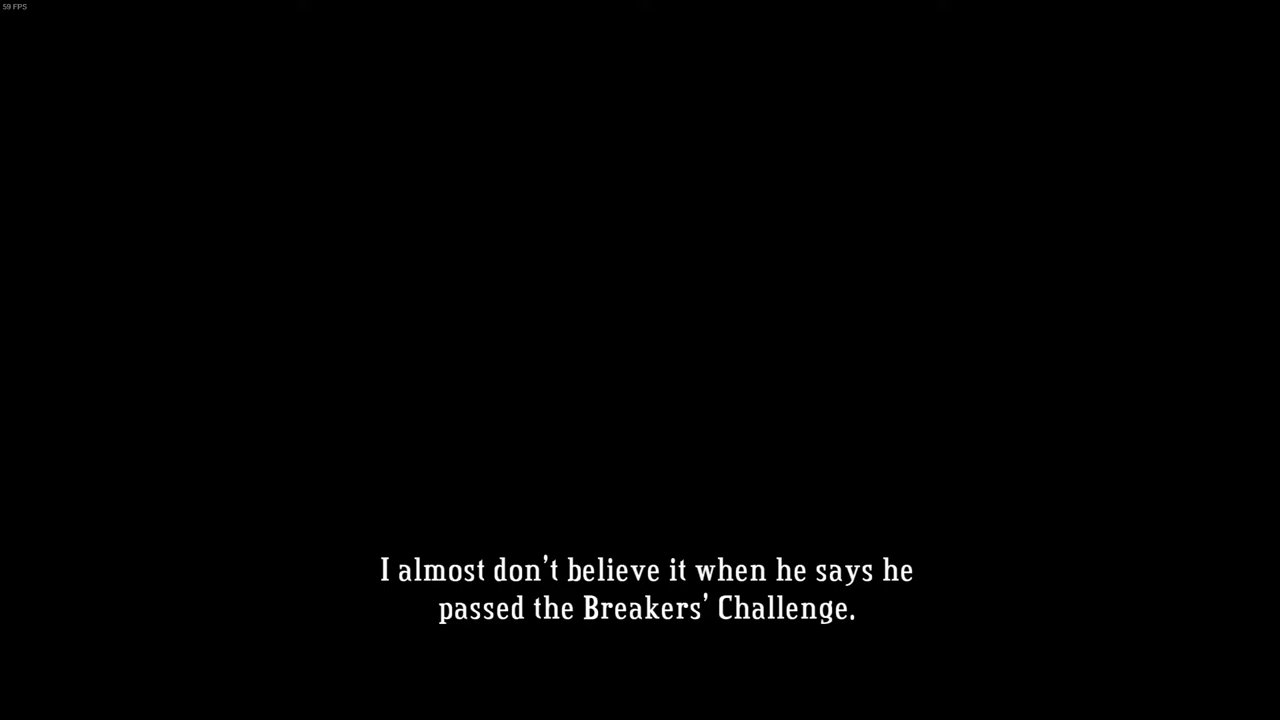 59 FPS
I almost don't believe it when he says he
passed the Breakers' Challenge.